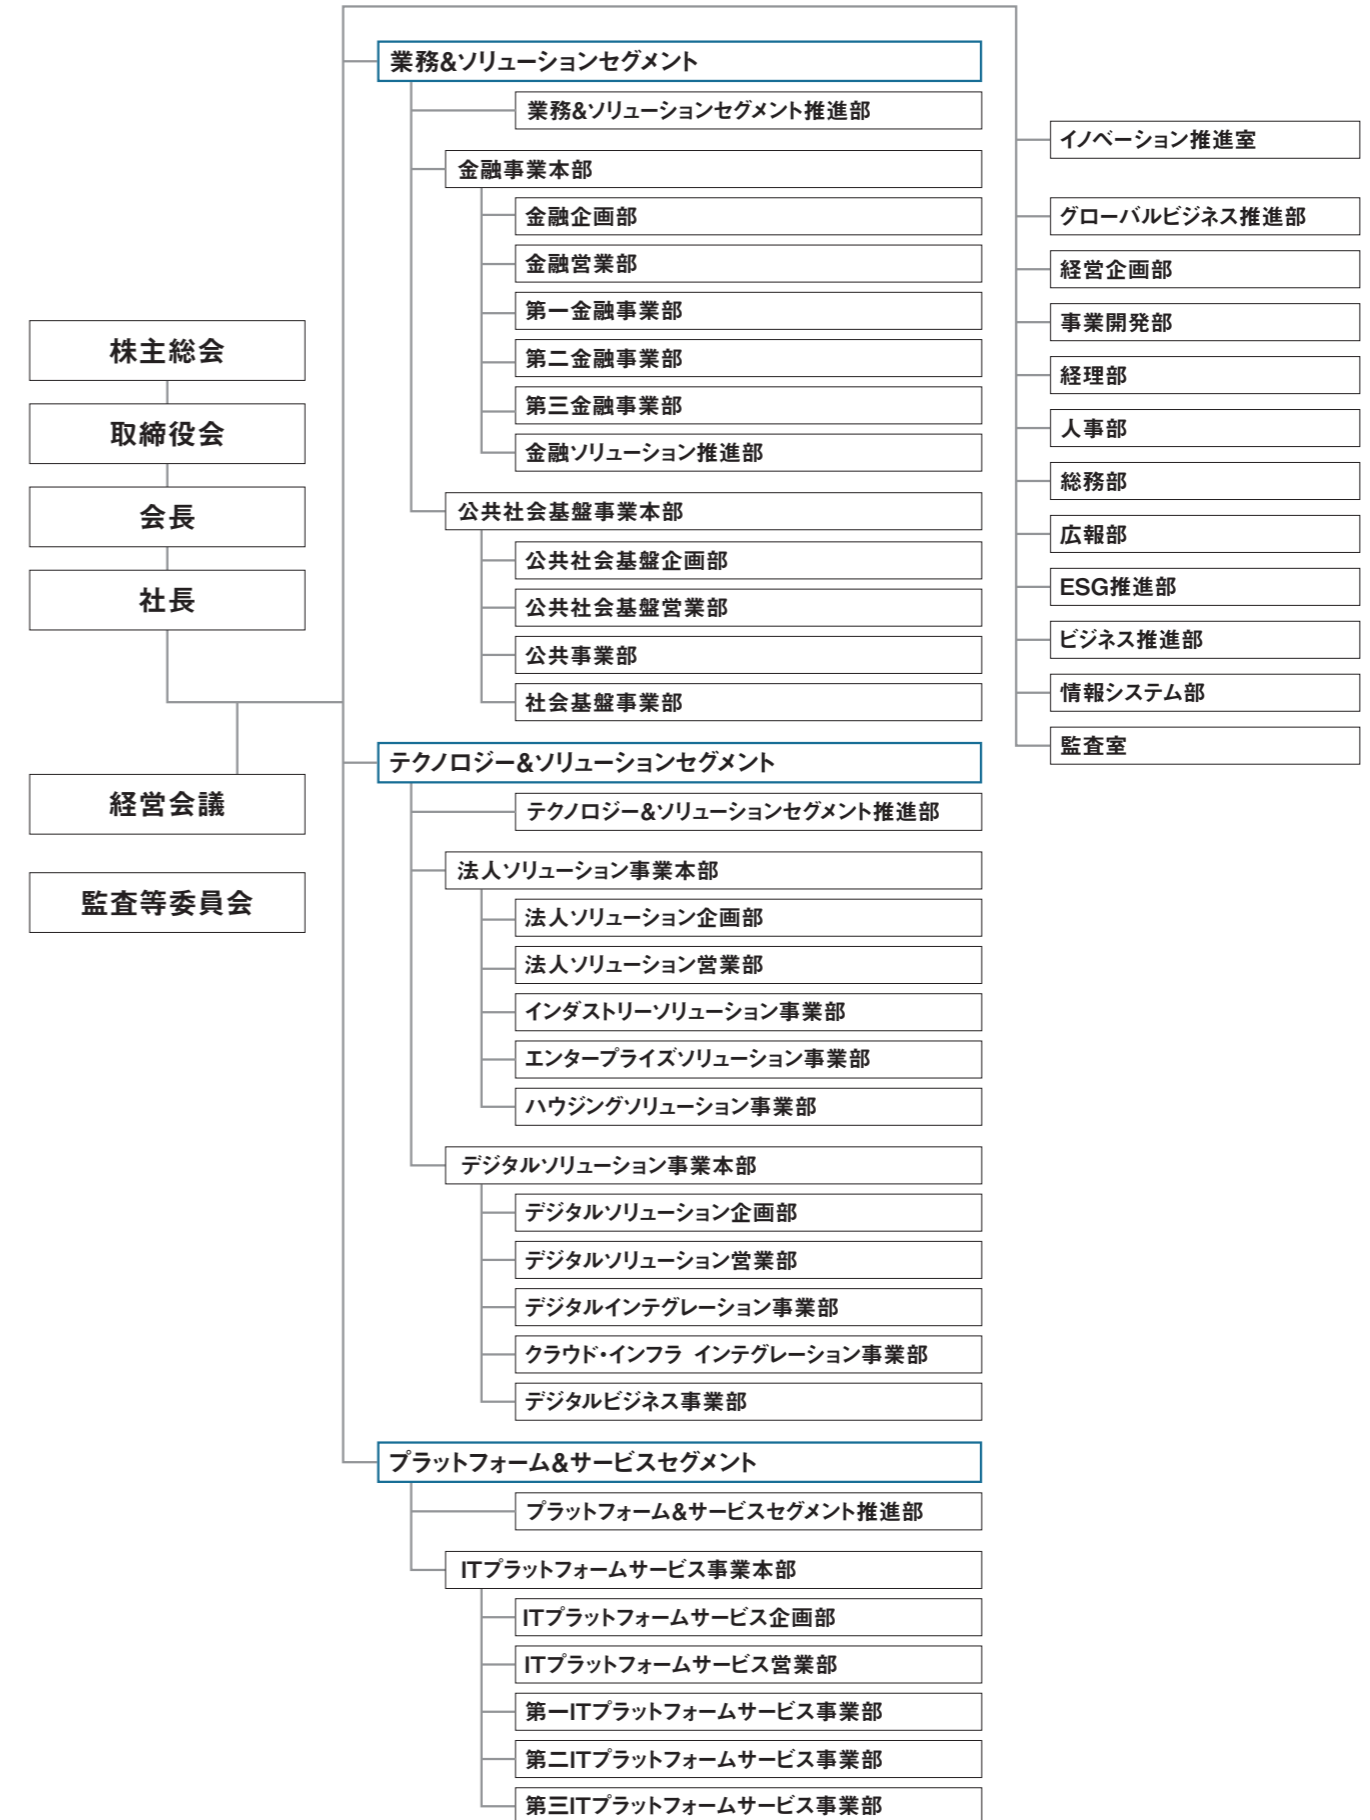 株主総会
取締役会
会長
社長
経営会議
監査等委員会
業務&ソリューションセグメント
業務&ソリューションセグメント推進部
金融事業本部
金融企画部
金融営業部
第一金融事業部
第二金融事業部
第三金融事業部
金融ソリューション推進部
公共社会基盤事業本部
公共社会基盤企画部
公共社会基盤営業部
公共事業部
社会基盤事業部
テクノロジー&ソリューションセグメント
テクノロジー&ソリューションセグメント推進部
法人ソリューション事業本部
法人ソリューション企画部
法人ソリューション営業部
インダストリーソリューション事業部
エンタープライズソリューション事業部
ハウジングソリューション事業部
デジタルソリューション事業本部
デジタルソリューション企画部
デジタルソリューション営業部
デジタルインテグレーション事業部
クラウド・インフラ インテグレーション事業部
デジタルビジネス事業部
プラットフォーム&サービスセグメント
プラットフォーム&サービスセグメント推進部
ITプラットフォームサービス事業本部
ITプラットフォームサービス企画部
ITプラットフォームサービス営業部
第一ITプラットフォームサービス事業部
第二ITプラットフォームサービス事業部
第三ITプラットフォームサービス事業部
イノベーション推進室
グローバルビジネス推進部
経営企画部
事業開発部
経理部
人事部
総務部
広報部
ESG推進部
ビジネス推進部
情報システム部
監査室